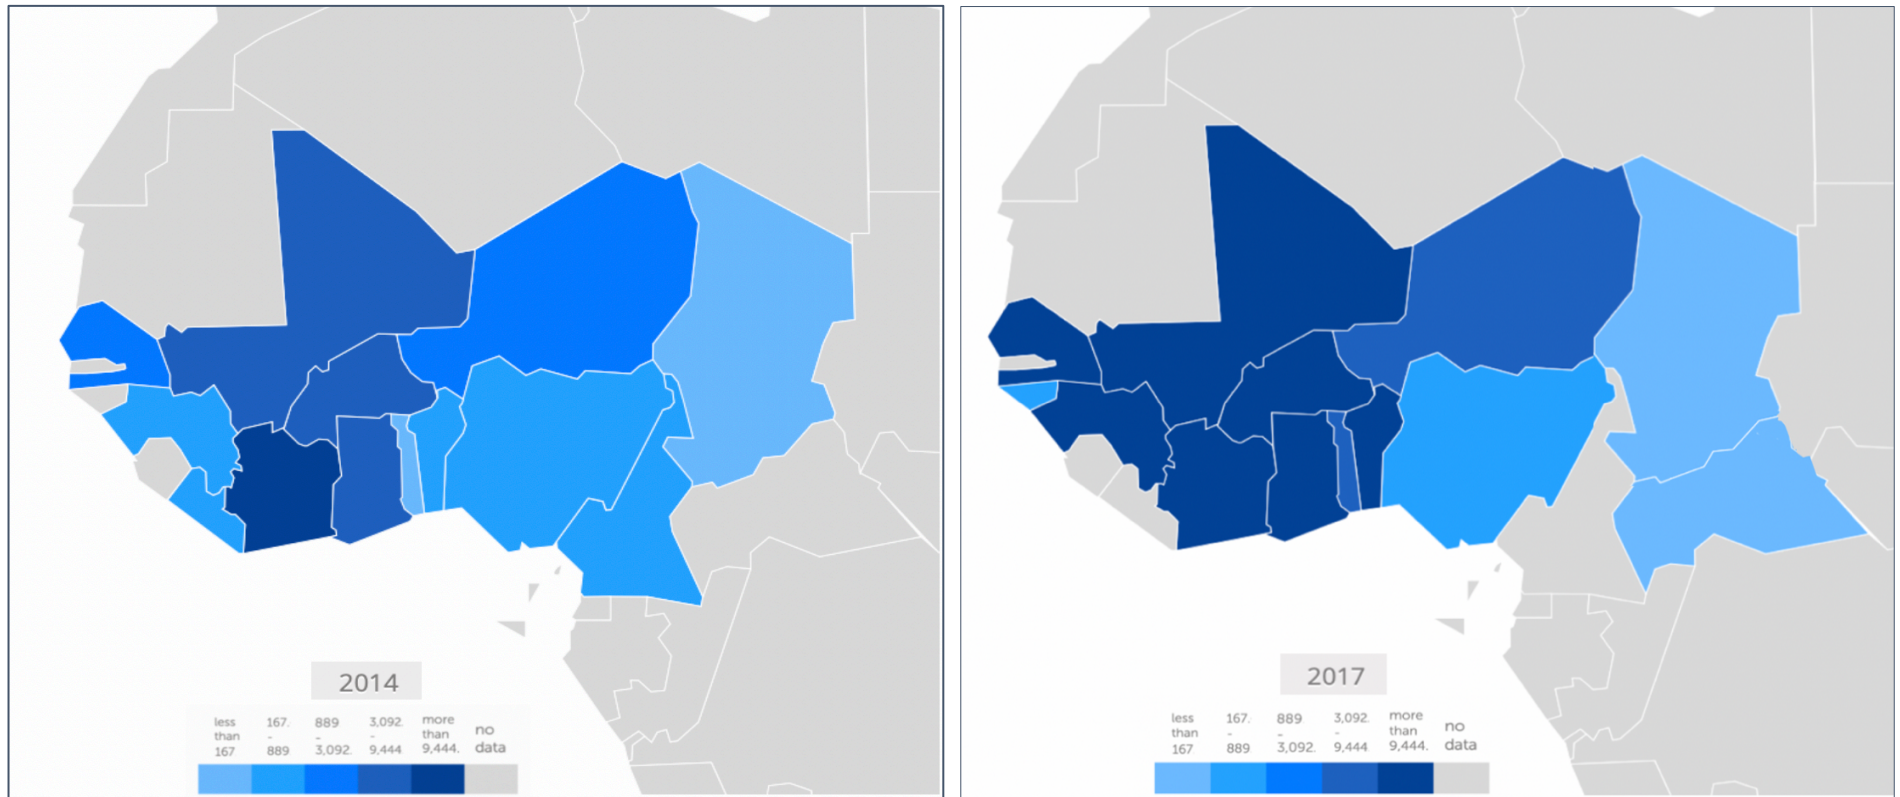 2014
less than 167
167. - 889
889 - 3,092.
3,092. - 9,444
more than 9,444.
no data
2017
less than 167
167. - 889
889 - 3,092.
3,092. - 9,444
more than 9,444.
no data